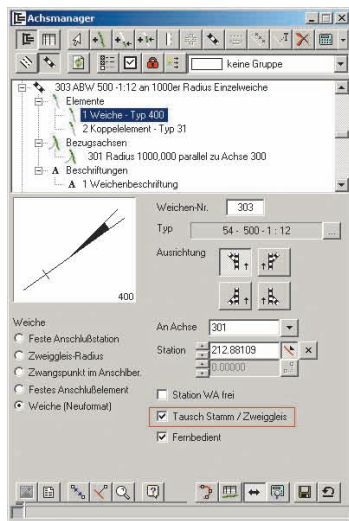 Achsmanager
keine Gruppe
303 ABW 500 -1:12 an 1000er Radius Einzelweiche
Elemente
1 Weiche - Typ 400
2 Koppelelement - Typ 31
Bezugsachsen
301 Radius 1000,000 parallel zu Achse 300
A Beschriftungen
A 1 Weichenbeschriftung
400
Weichen-Nr. 303
Typ 54 - 500 - 1 : 12 ...
Ausrichtung
Weiche
Feste Anschlußstation
Zweiggleis-Radius
Zwangspunkt im Anschlber.
Festes Anschlußelement
Weiche (Neuformat)
An Achse 301
Station 212.88109
0.00000
Station WA frei
Tausch Stamm / Zweiggleis
Fernbedient